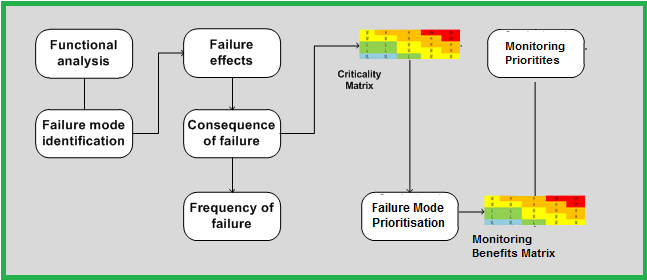 Functional
analysis
Failure mode
identification
Failure
effects
Consequence
of failure
Frequency of
failure
Criticality
Matrix
Failure Mode
Prioritisation
Monitoring
Benefits Matrix
Monitoring
Prioritites